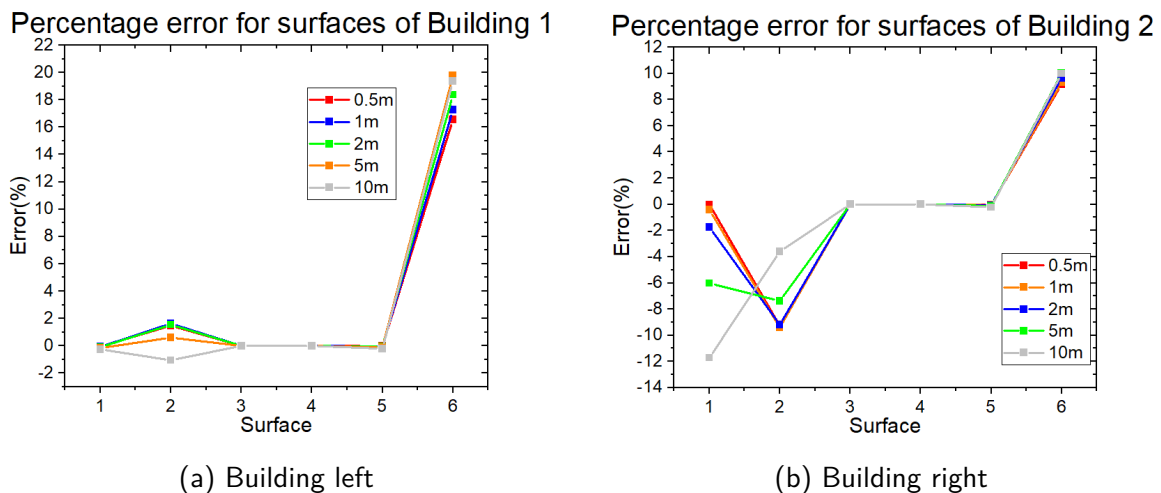 Percentage error for surfaces of Building 1
22
20
18
16
14
12
10
8
6
4
2
0
-2
Error(%)
0.5m
1m
2m
5m
10m
1 2 3 4 5 6
Surface
(a) Building left
Percentage error for surfaces of Building 2
12
10
8
6
4
2
0
-2
-4
-6
-8
-10
-12
-14
Error(%)
0.5m
1m
2m
5m
10m
1 2 3 4 5 6
Surface
(b) Building right